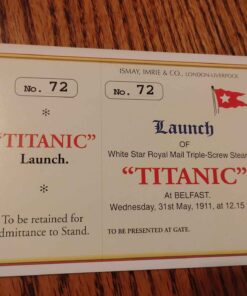 No. 72
*
"TITANIC"
Launch.
*
To be retained for
dmittance to Stand.
ISMAY, IMRIE & CO., LONDON-LIVERPOOL
No. 72
Launch
OF
White Star Royal Mail Triple-Screw Steam
"TITANIC"
At BELFAST.
Wednesday, 31st May, 1911, at 12.15
TO BE PRESENTED AT GATE.